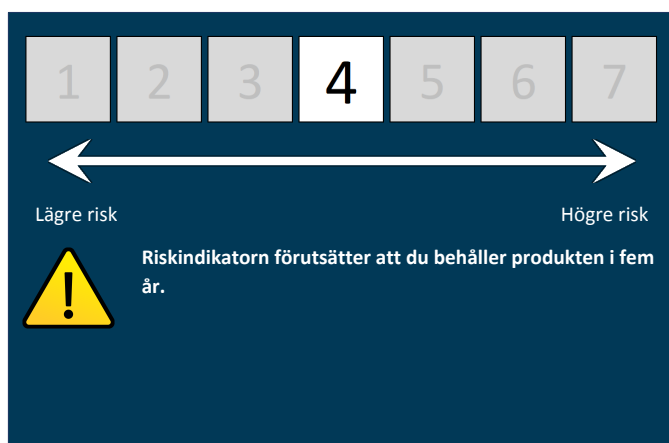 1 2 3 4 5 6 7
Lägre risk Högre risk
Riskindikatorn förutsätter att du behåller produkten i fem
år.